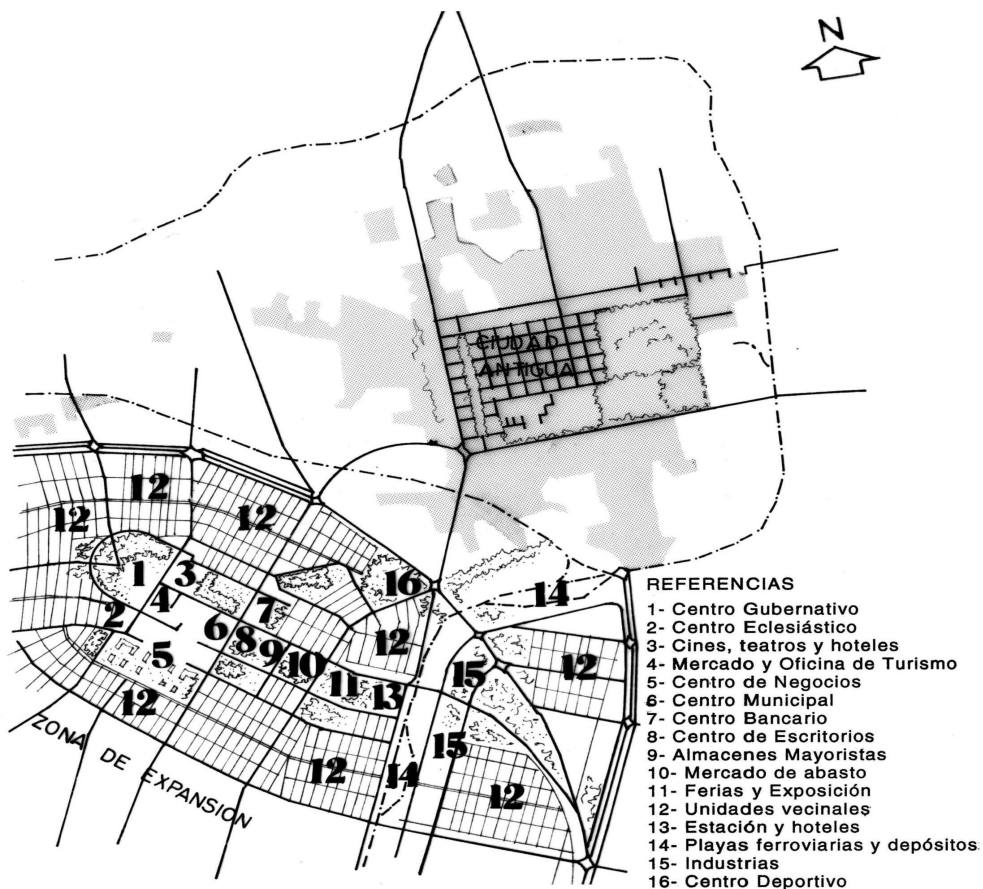 N
CIUDAD
ANTIGUA
12
12
12
16
1
3
4
2
7
6
8
9
5
10
12
14
12
15
11
13
12
15
12
14
12
ZONA DE EXPANSION
REFERENCIAS
1- Centro Gubernativo
2- Centro Eclesiástico
3- Cines, teatros y hoteles
4- Mercado y Oficina de Turismo
5- Centro de Negocios
6- Centro Municipal
7- Centro Bancario
8- Centro de Escritorios
9- Almacenes Mayoristas
10- Mercado de abasto
11- Ferias y Exposición
12- Unidades vecinales
13- Estación y hoteles
14- Playas ferroviarias y depósitos
15- Industrias
16- Centro Deportivo